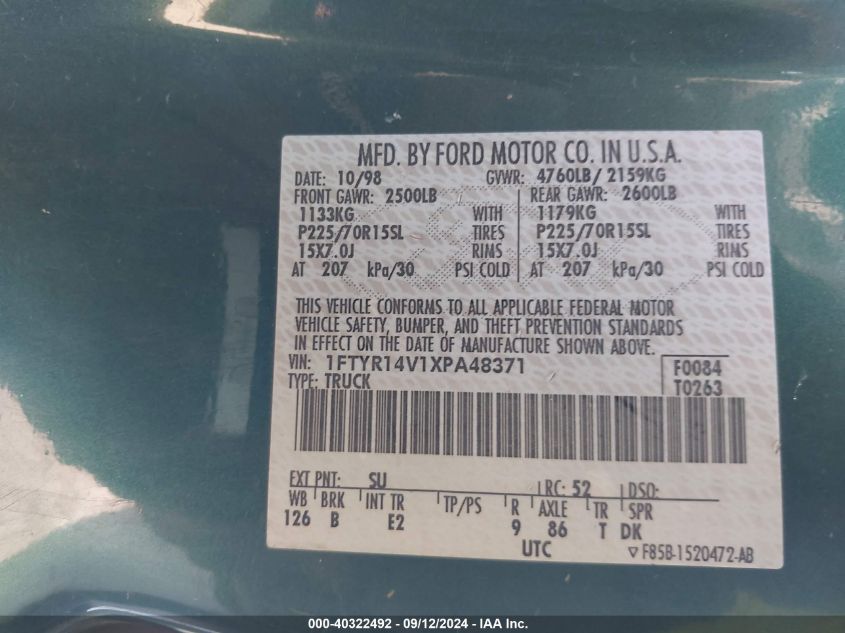 MFD. BY FORD MOTOR CO. IN U.S.A.
DATE: 10/98 GVWR: 4760LB/ 2159KG
FRONT GAWR: 2500LB REAR GAWR: 2600LB
1133KG WITH 1179KG WITH
P225/70R15SL TIRES P225/70R15SL TIRES
15X7.0J RIMS 15X7.0J RIMS
AT 207 kPa/30 PSI COLD AT 207 kPa/30 PSI COLD
THIS VEHICLE CONFORMS TO ALL APPLICABLE FEDERAL MOTOR
VEHICLE SAFETY, BUMPER, AND THEFT PREVENTION STANDARDS
IN EFFECT ON THE DATE OF MANUFACTURE SHOWN ABOVE.
VIN: 1FTYR14V1XPA48371 F0084
TYPE: TRUCK T0263
EXT PNT: SU RC: 52 DSO:
WB BRK INT TR TP/PS R AXLE TR SPR
126 B E2 9 86 T DK
UTC ▽ F85B-1520472-AB
000-40322492 - 09/12/2024 - IAA Inc.